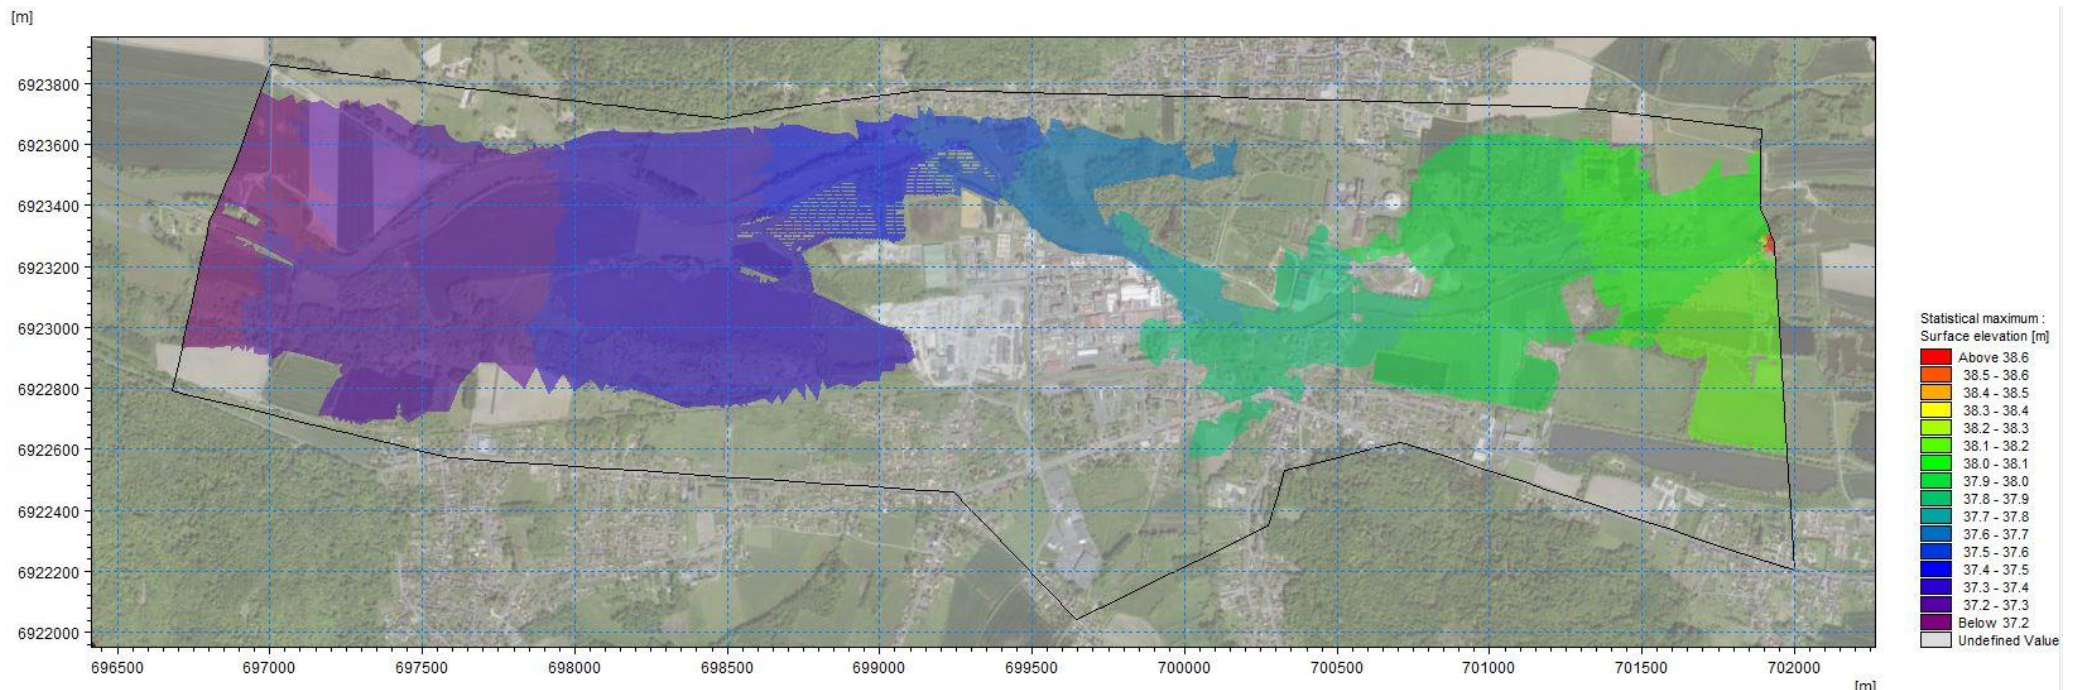 [m]
6923800
6923600
6923400
6923200
6923000
6922800
6922600
6922400
6922200
6922000
696500 697000 697500 698000 698500 699000 699500 700000 700500 701000 701500 702000
[m]
Statistical maximum :
Surface elevation [m]
Above 38.6
38.5 - 38.6
38.4 - 38.5
38.3 - 38.4
38.2 - 38.3
38.1 - 38.2
38.0 - 38.1
37.9 - 38.0
37.8 - 37.9
37.7 - 37.8
37.6 - 37.7
37.5 - 37.6
37.4 - 37.5
37.3 - 37.4
37.2 - 37.3
Below 37.2
Undefined Value